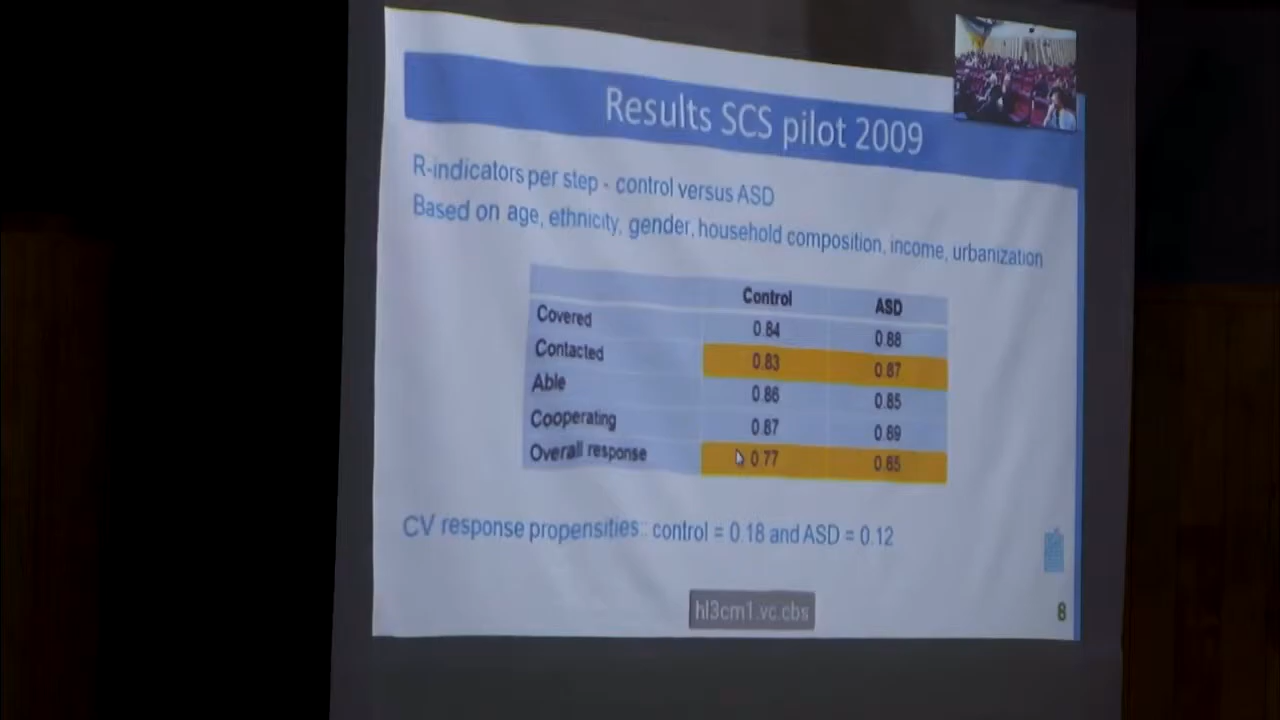 Results SCS pilot 2009
R-indicators per step - control versus ASD
Based on age, ethnicity, gender, household composition, income, urbanization
Control ASD
Covered 0.84 0.88
Contacted 0.83 0.87
Able 0.86 0.85
Cooperating 0.87 0.89
Overall response 0.77 0.85
CV response propensities: control = 0.18 and ASD = 0.12
hl3cm1.vc.cbs
6